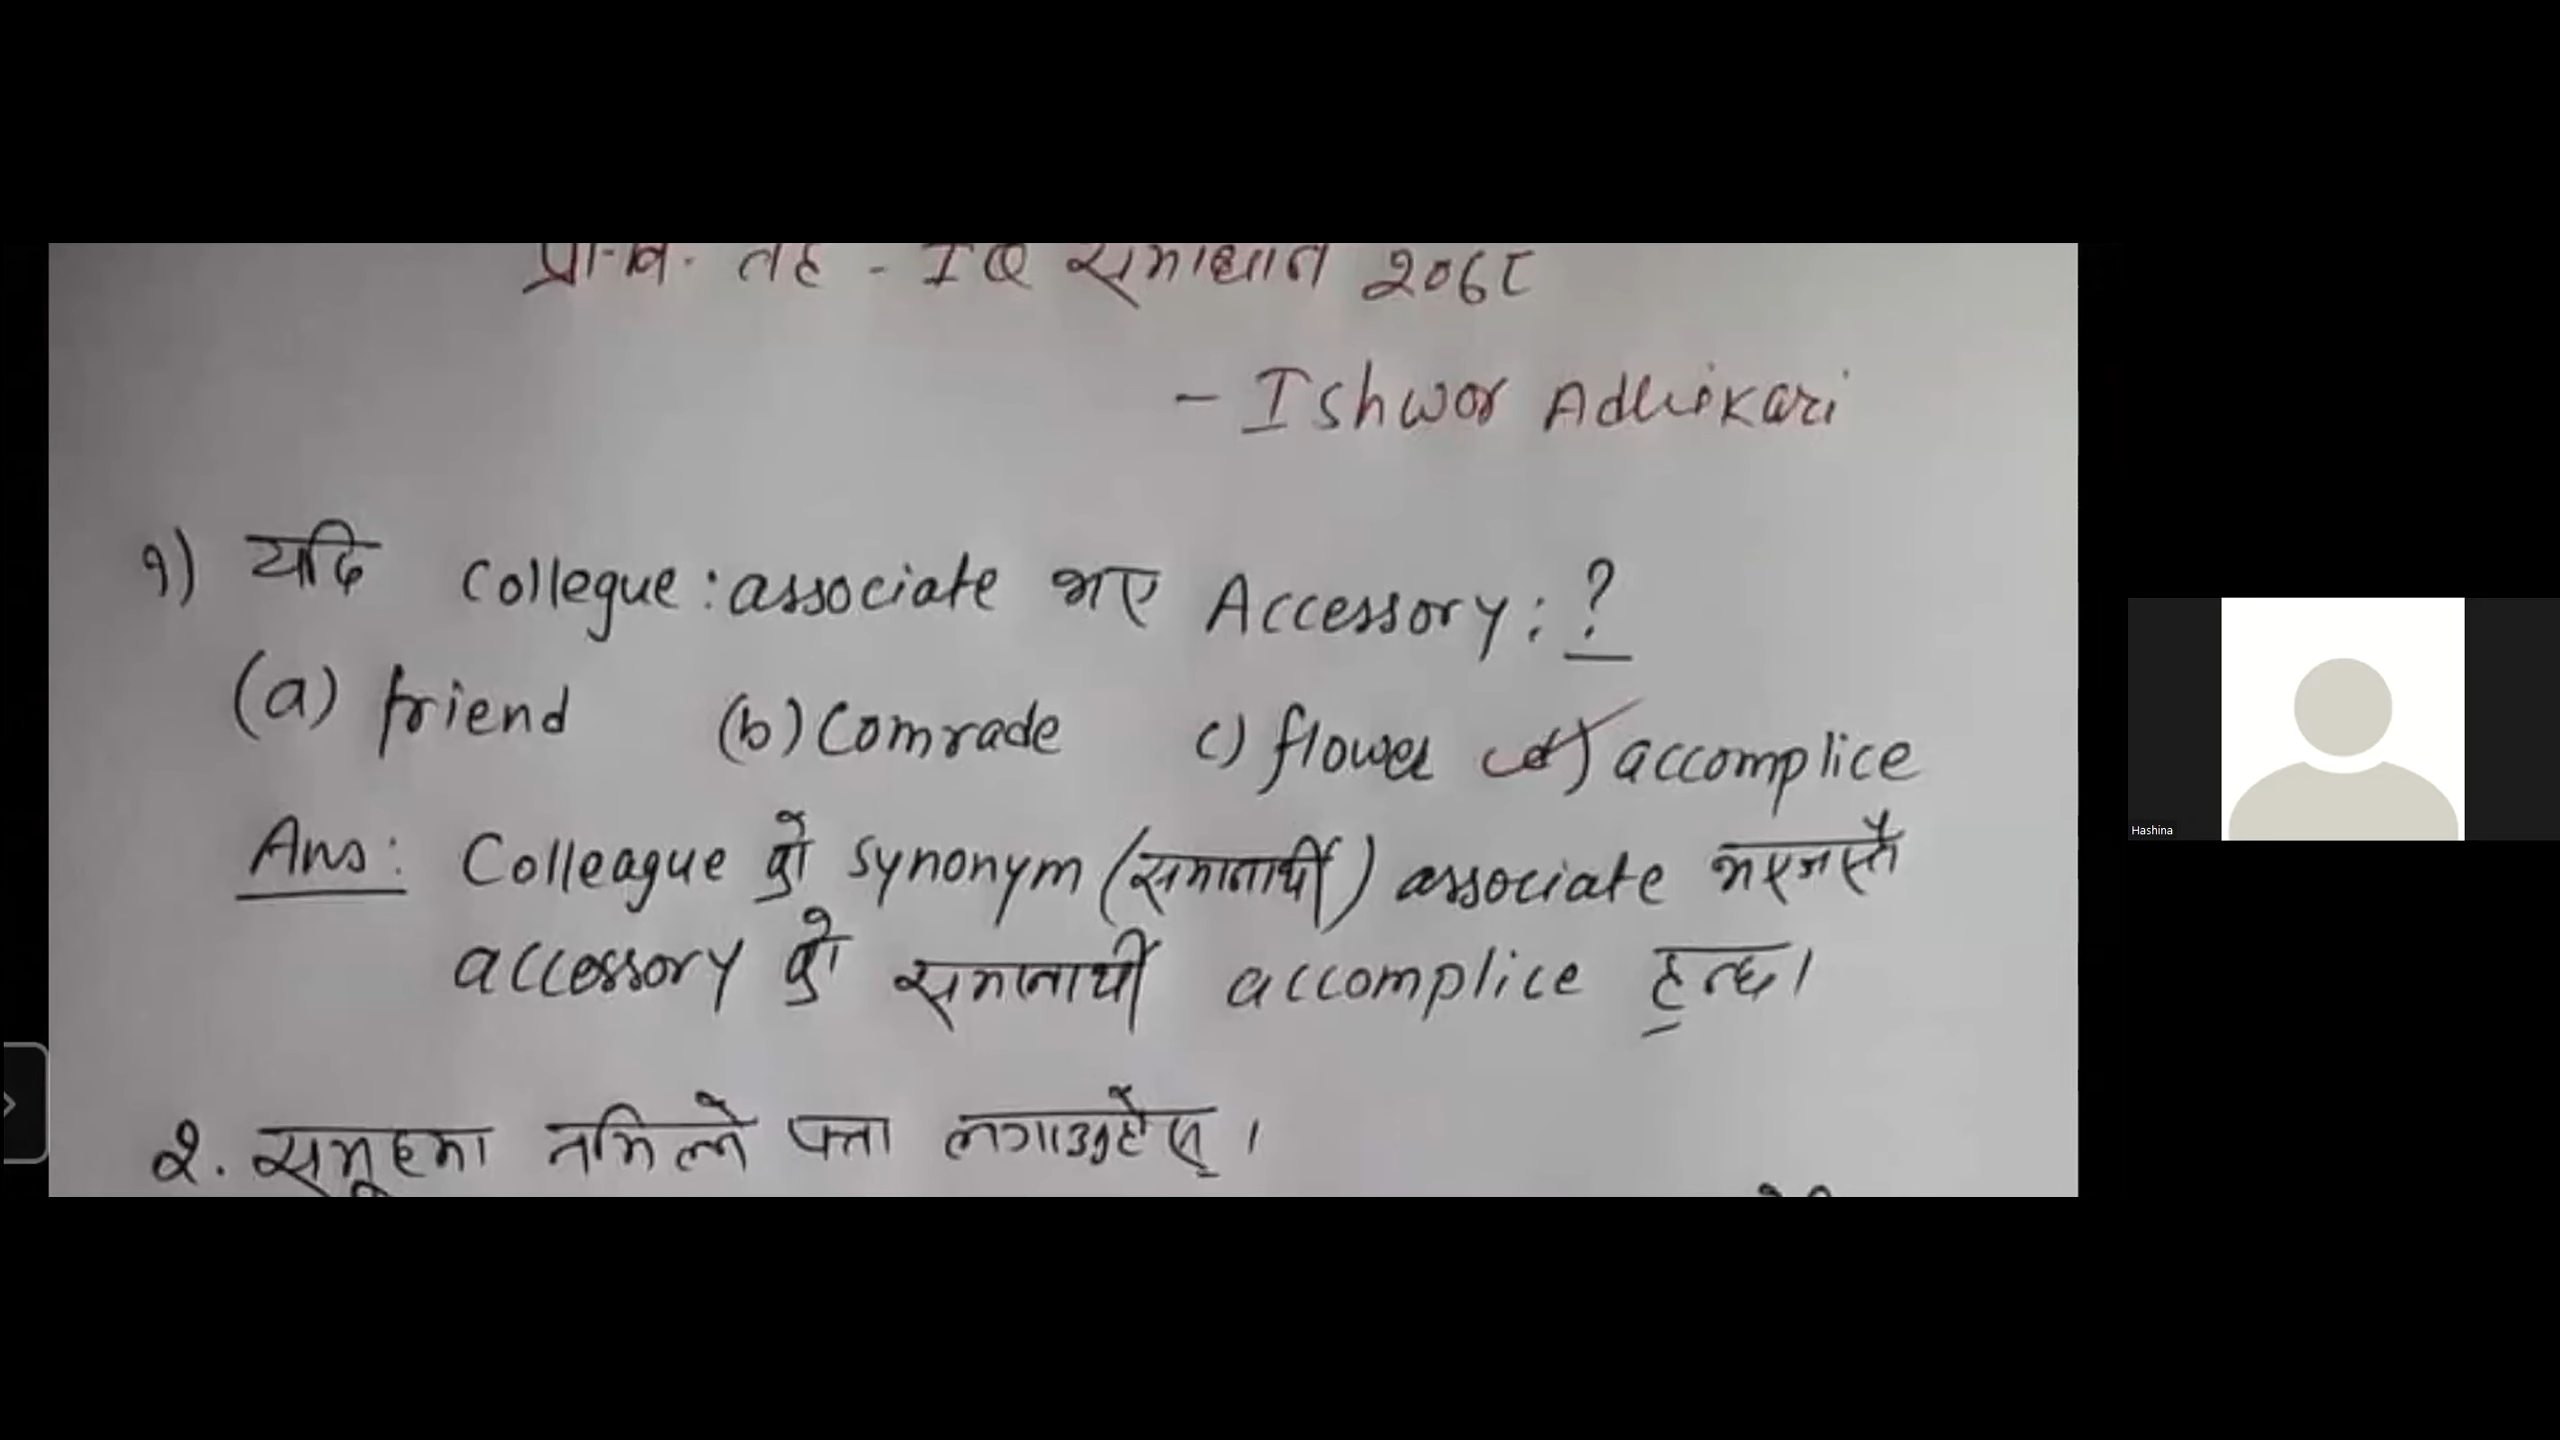 प्रा.वि. तह - IQ समाधान २०६८
- Ishwor Adhikari
१) यदि Collegue : associate भए Accessory : ?
(a) friend (b) Comrade c) flower d) accomplice
Ans: Colleague को synonym (समानार्थी) associate भएजस्तै
accessory को समानार्थी accomplice हुन्छ।
२. समूहमा नमिल्ने पत्ता लगाउनुहोस् ।
Hashina